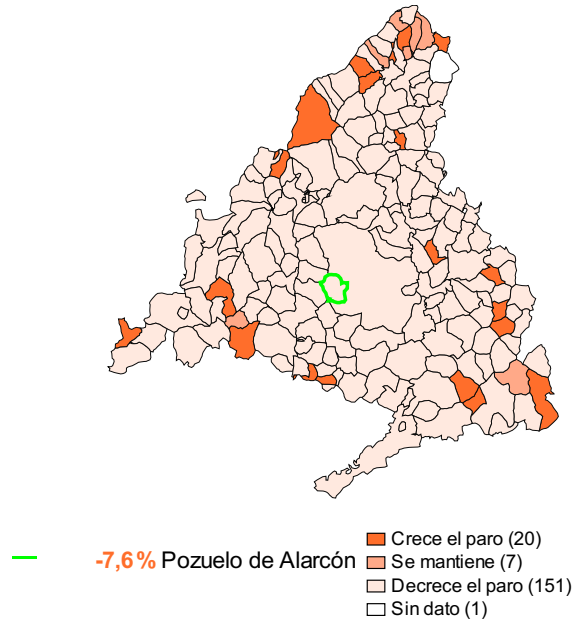 -7,6% Pozuelo de Alarcón
Crece el paro (20)
Se mantiene (7)
Decrece el paro (151)
Sin dato (1)